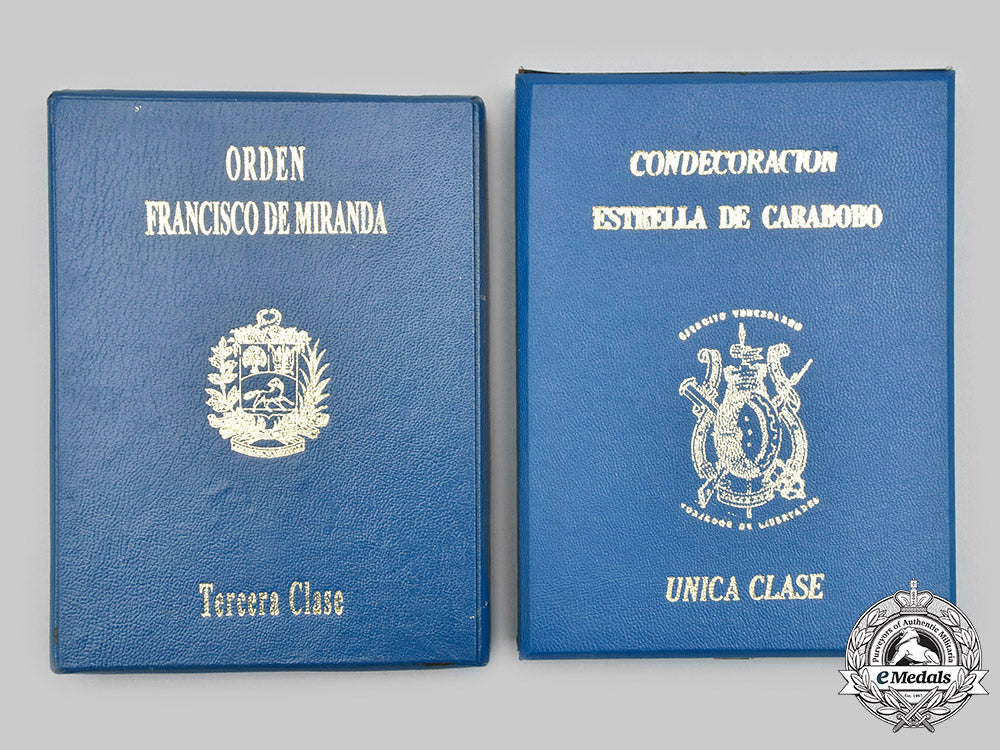 ORDEN
FRANCISCO DE MIRANDA
Tercera Clase
CONDECORACION
ESTRELLA DE CARABOBO
EJERCITO VENEZOLANO
FORJADOR DE LIBERTADES
UNICA CLASE
Purveyors of Authentic Militaria
eMedals